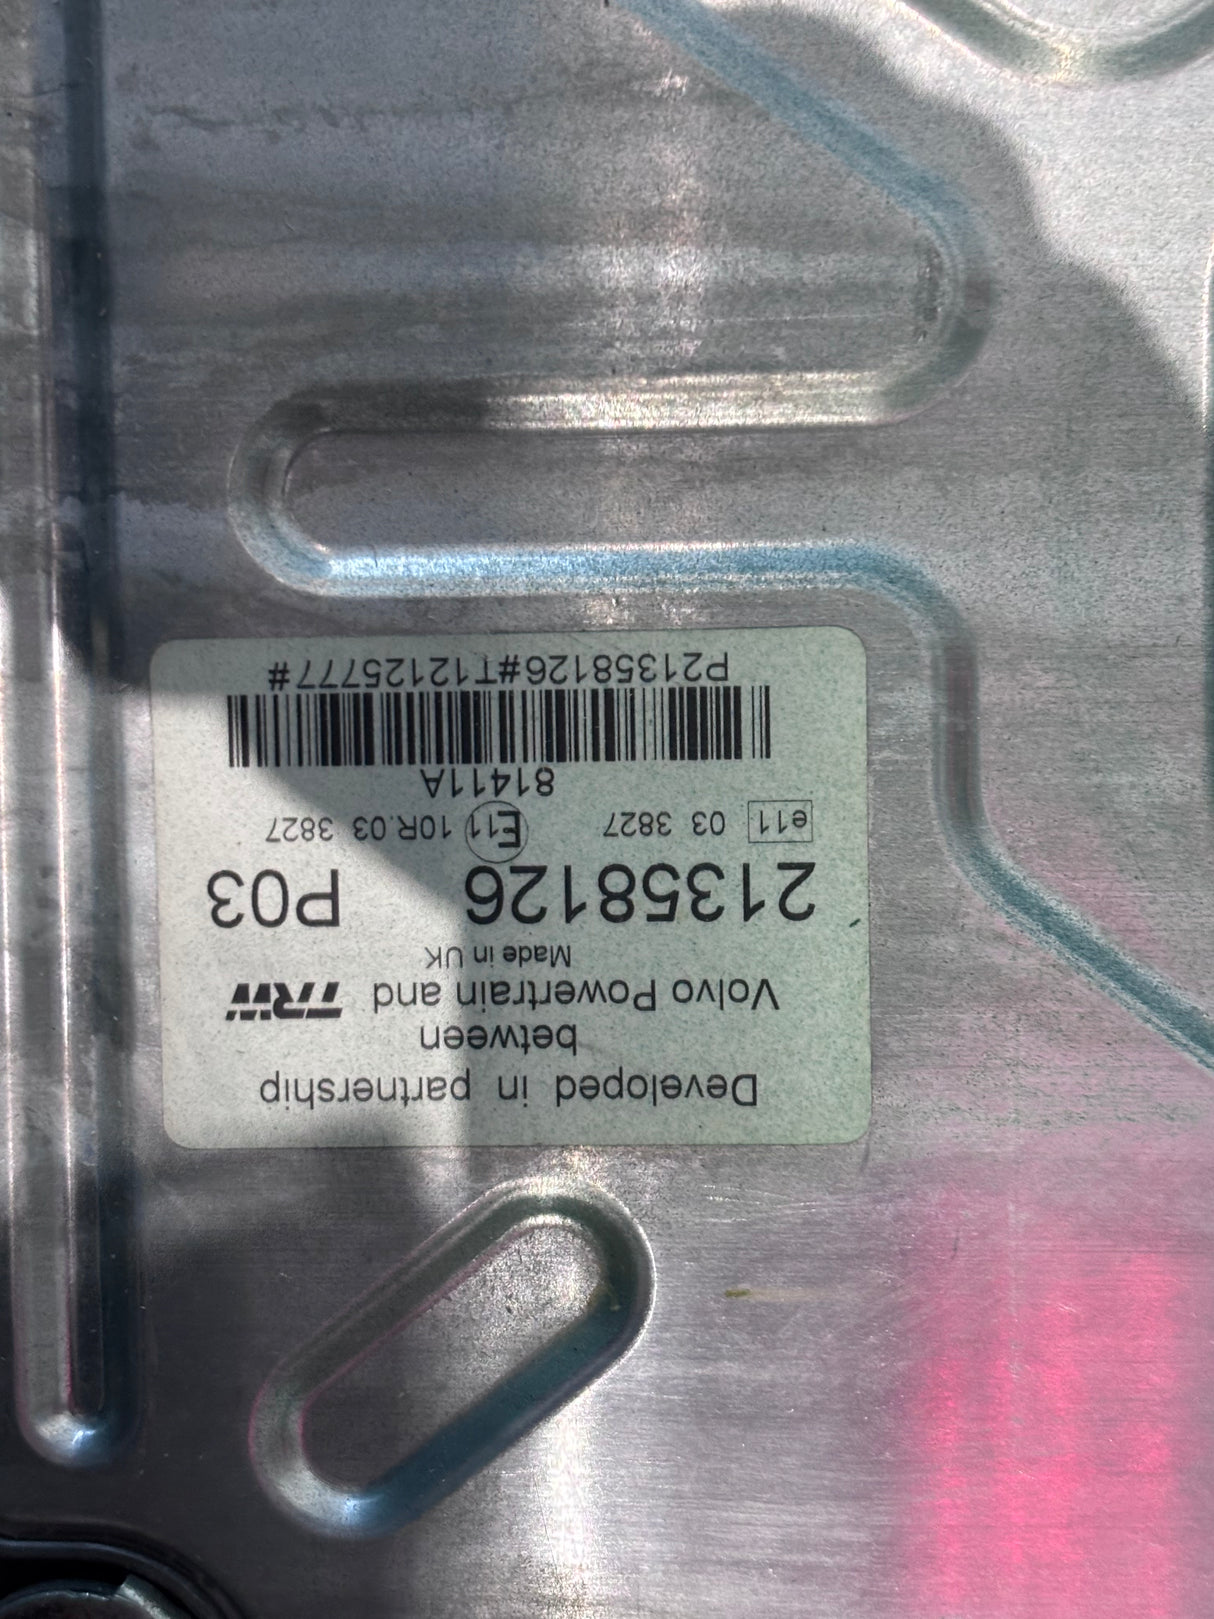 Developed in partnership
between
Volvo Powertrain and TRW
Made in UK
21358126 P03
e11 03 3827 E11 10R.03 3827
81411A
P21358126#T12125777#